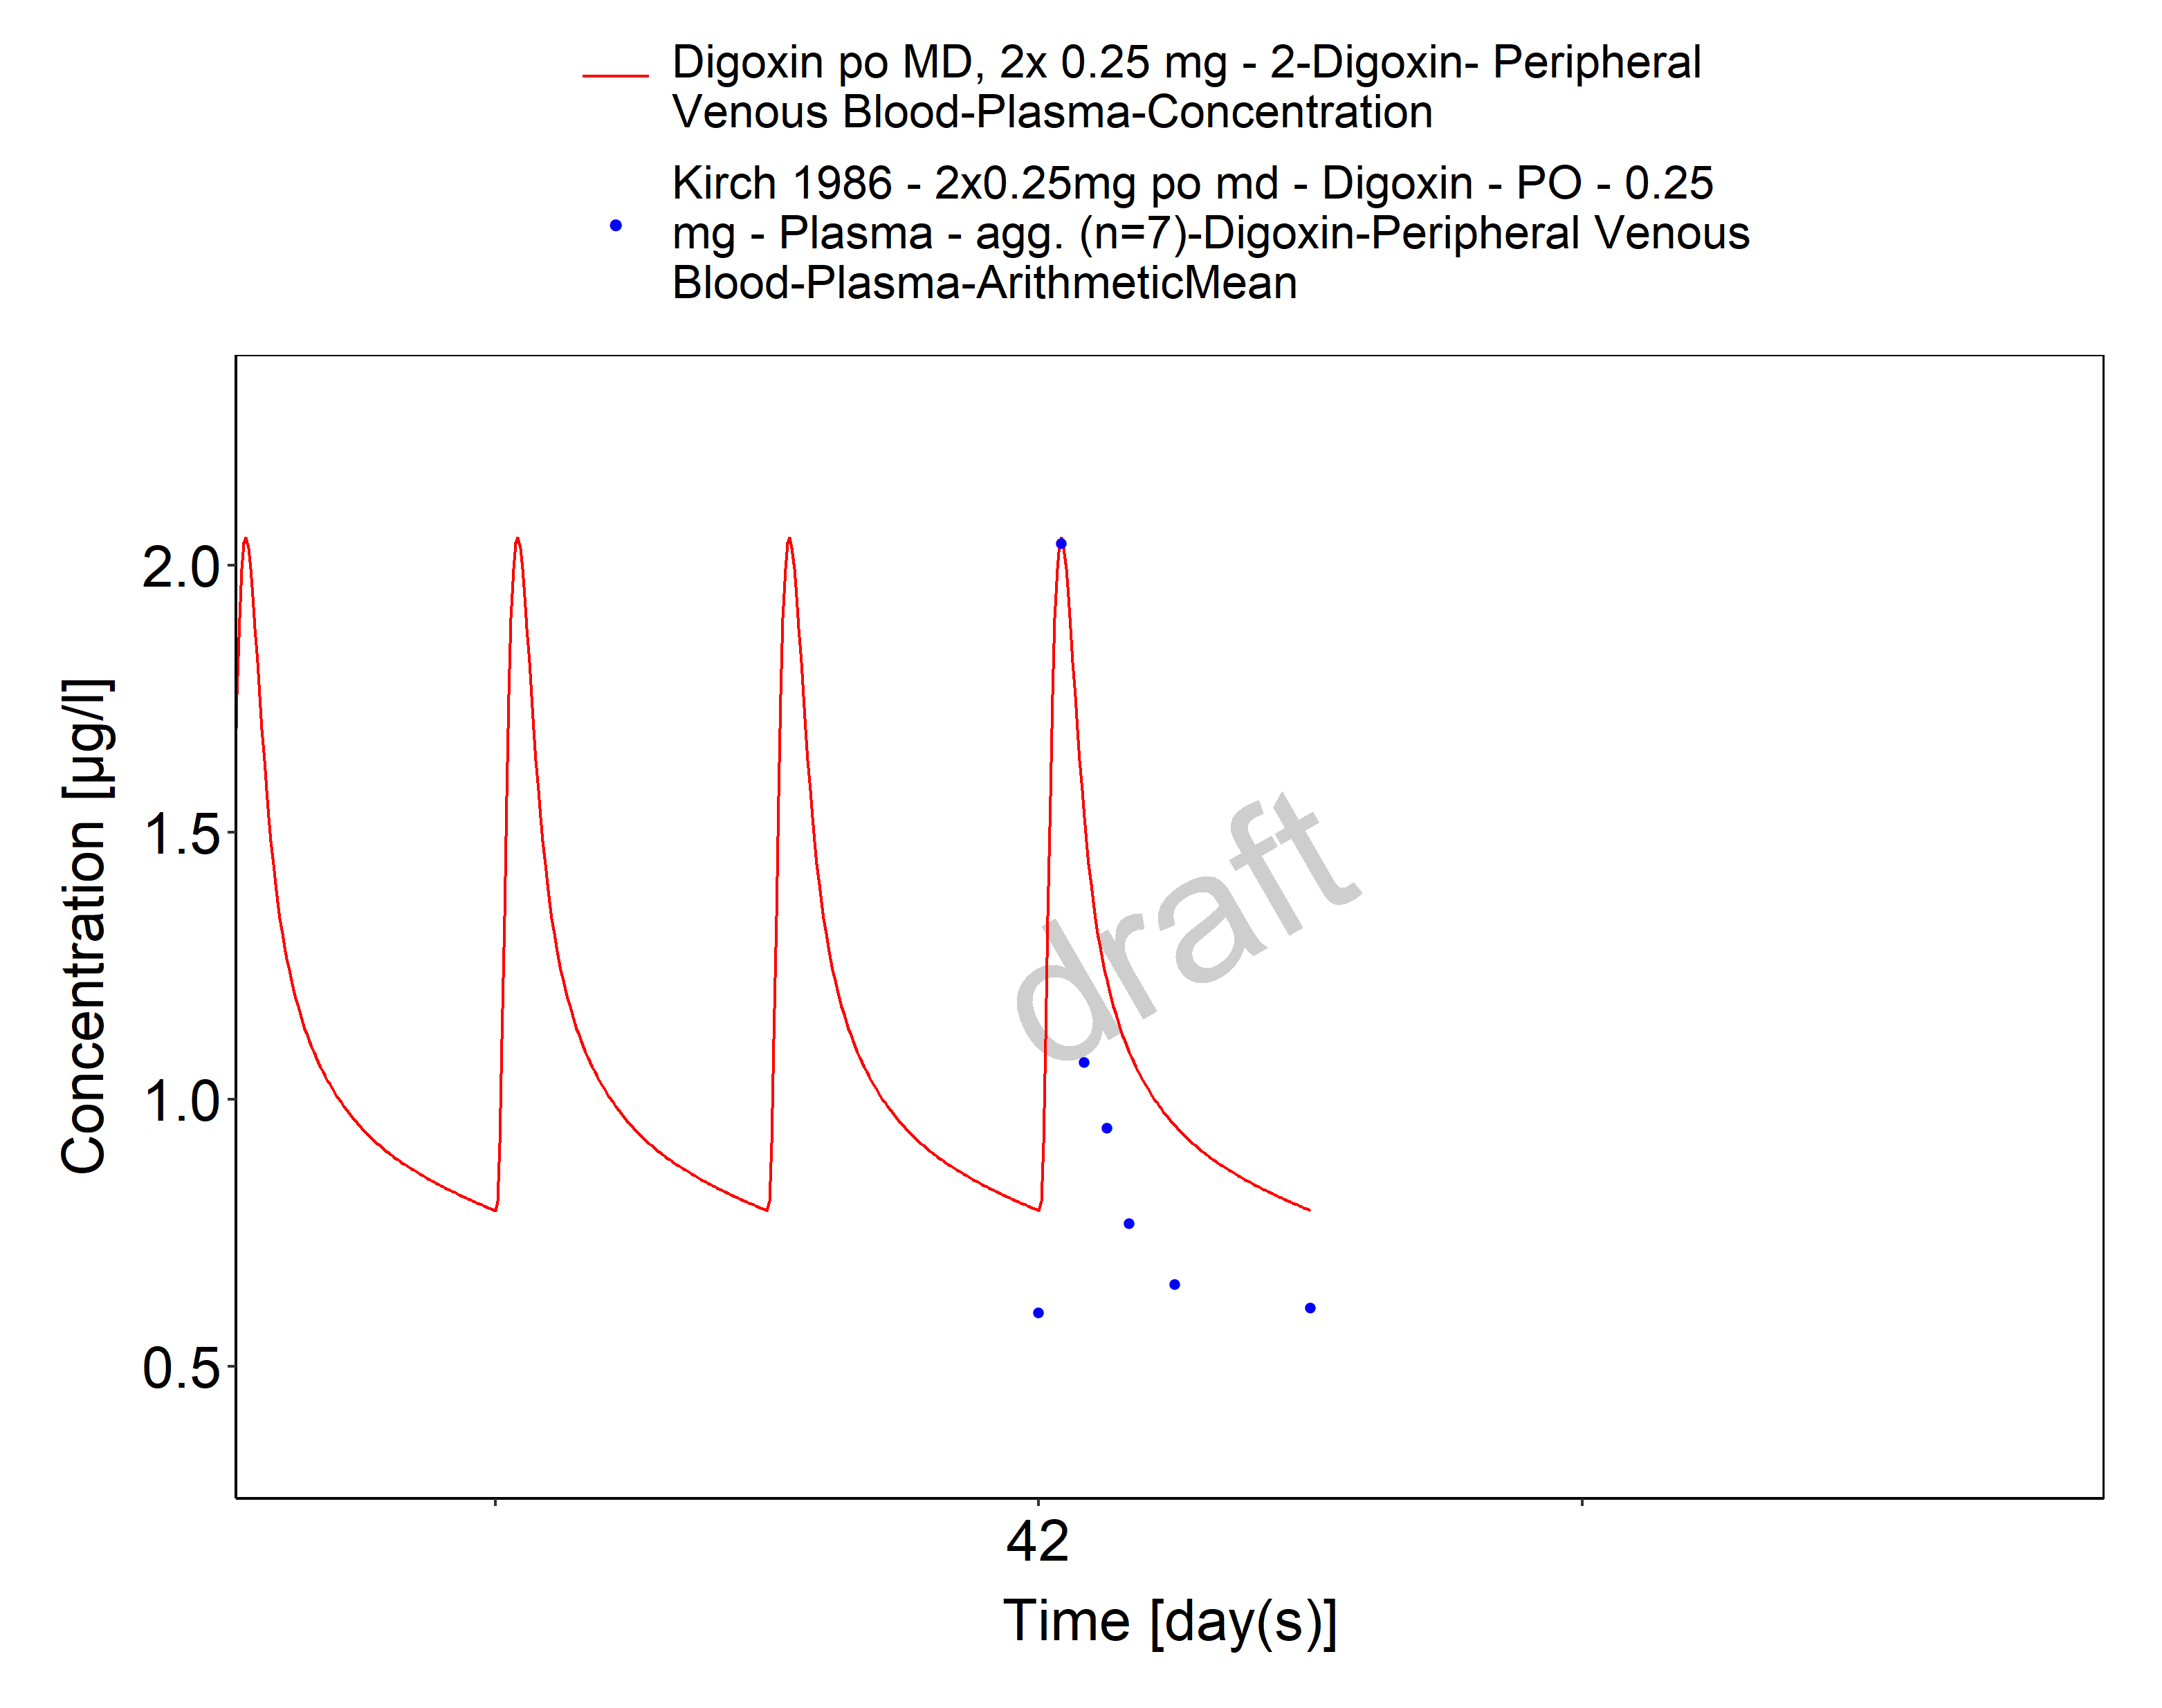 Digoxin po MD, 2x 0.25 mg - 2-Digoxin- Peripheral
Venous Blood-Plasma-Concentration
Kirch 1986 - 2x0.25mg po md - Digoxin - PO - 0.25
mg - Plasma - agg. (n=7)-Digoxin-Peripheral Venous
Blood-Plasma-ArithmeticMean
2.0
1.5
1.0
0.5
Concentration [µg/l]
draft
42
Time [day(s)]